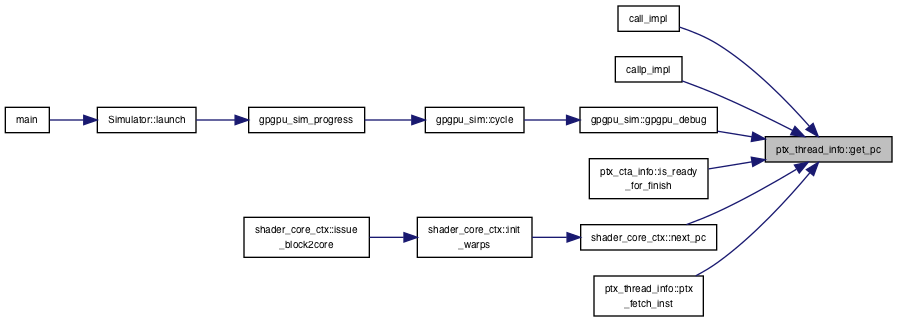 call_impl
callp_impl
main
Simulator::launch
gpgpu_sim_progress
gpgpu_sim::cycle
gpgpu_sim::gpgpu_debug
ptx_thread_info::get_pc
ptx_cta_info::is_ready
_for_finish
shader_core_ctx::issue
_block2core
shader_core_ctx::init
_warps
shader_core_ctx::next_pc
ptx_thread_info::ptx
_fetch_inst